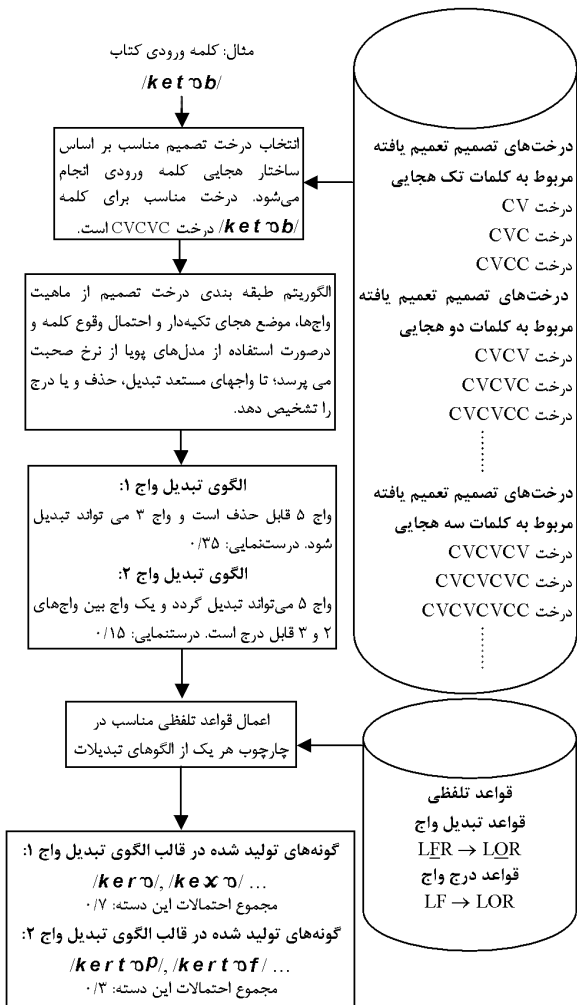 مثال: کلمه ورودی کتاب
/ketɒb/
انتخاب درخت تصمیم مناسب بر اساس
ساختار هجایی کلمه ورودی انجام
می‌شود. درخت مناسب برای کلمه
/ketɒb/ درخت CVCVC است.
الگوریتم طبقه بندی درخت تصمیم از ماهیت
واج‌ها، موضع هجای تکیه‌دار و احتمال وقوع کلمه و
درصورت استفاده از مدل‌های پویا از نرخ صحبت
می پرسد؛ تا واجهای مستعد تبدیل، حذف و یا درج
را تشخیص دهد.
الگوی تبدیل واج ۱:
واج ۵ قابل حذف است و واج ۳ می تواند تبدیل
شود. درست‌نمایی: ۰/۳۵
الگوی تبدیل واج ۲:
واج ۵ می‌تواند تبدیل گردد و یک واج بین واج‌های
۲ و ۳ قابل درج است. درستنمایی: ۰/۱۵
اعمال قواعد تلفظی مناسب در
چارچوب هر یک از الگوهای تبدیلات
گونه‌های تولید شده در قالب الگوی تبدیل واج ۱:
/kerɒ/, /kexɒ/ …
مجموع احتمالات این دسته: ۰/۷
گونه‌های تولید شده در قالب الگوی تبدیل واج ۲:
/kertɒp/, /kertɒf/ …
مجموع احتمالات این دسته: ۰/۳
درخت‌های تصمیم تعمیم یافته
مربوط به کلمات تک هجایی
درخت CV
درخت CVC
درخت CVCC
درخت‌های تصمیم تعمیم یافته
مربوط به کلمات دو هجایی
درخت CVCV
درخت CVCVC
درخت CVCVCC
......
درخت‌های تصمیم تعمیم یافته
مربوط به کلمات سه هجایی
درخت CVCVCV
درخت CVCVCVC
درخت CVCVCVCC
......
قواعد تلفظی
قواعد تبدیل واج
LFR → LOR
قواعد درج واج
LF → LOR